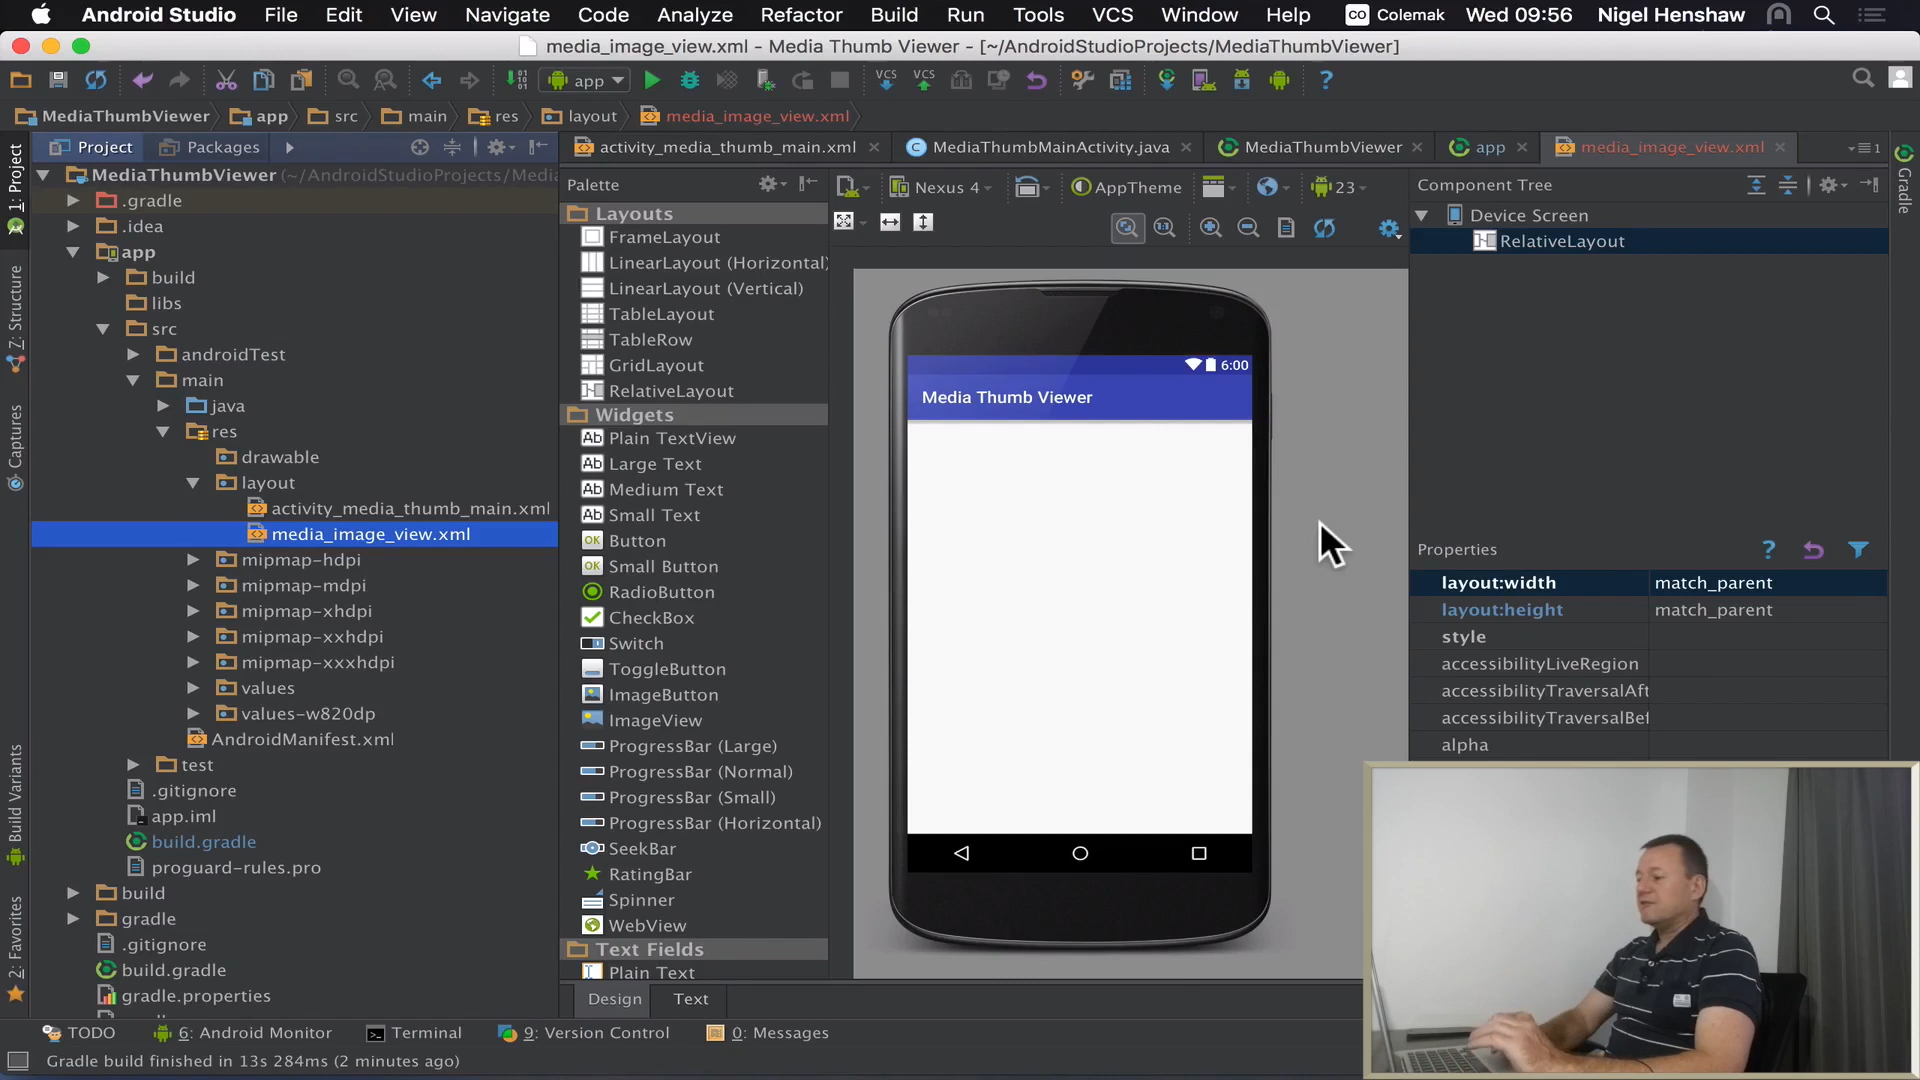 Android Studio File Edit View Navigate Code Analyze Refactor Build Run Tools VCS Window Help CO Colemak Wed 09:56 Nigel Henshaw
media_image_view.xml - Media Thumb Viewer - [~/AndroidStudioProjects/MediaThumbViewer]
app VCS VCS ?
MediaThumbViewer app src main res layout media_image_view.xml
Project Packages
activity_media_thumb_main.xml MediaThumbMainActivity.java MediaThumbViewer app media_image_view.xml
1: Project
Z: Structure
Captures
Build Variants
2: Favorites
MediaThumbViewer (~/AndroidStudioProjects/Med
.gradle
.idea
app
build
libs
src
androidTest
main
java
res
drawable
layout
activity_media_thumb_main.xml
media_image_view.xml
mipmap-hdpi
mipmap-mdpi
mipmap-xhdpi
mipmap-xxhdpi
mipmap-xxxhdpi
values
values-w820dp
AndroidManifest.xml
test
.gitignore
app.iml
build.gradle
proguard-rules.pro
build
gradle
.gitignore
build.gradle
gradle.properties
Palette
Layouts
FrameLayout
LinearLayout (Horizontal)
LinearLayout (Vertical)
TableLayout
TableRow
GridLayout
RelativeLayout
Widgets
Ab Plain TextView
Ab Large Text
Ab Medium Text
Ab Small Text
OK Button
OK Small Button
RadioButton
CheckBox
Switch
ToggleButton
ImageButton
ImageView
ProgressBar (Large)
ProgressBar (Normal)
ProgressBar (Small)
ProgressBar (Horizontal)
SeekBar
RatingBar
Spinner
WebView
Text Fields
Plain Text
Nexus 4 AppTheme 23
6:00
Media Thumb Viewer
Design Text
Component Tree
Device Screen
RelativeLayout
Properties ?
layout:width match_parent
layout:height match_parent
style
accessibilityLiveRegion
accessibilityTraversalAft
accessibilityTraversalBef
alpha
Gradle
TODO 6: Android Monitor Terminal 9: Version Control 0: Messages
Gradle build finished in 13s 284ms (2 minutes ago)